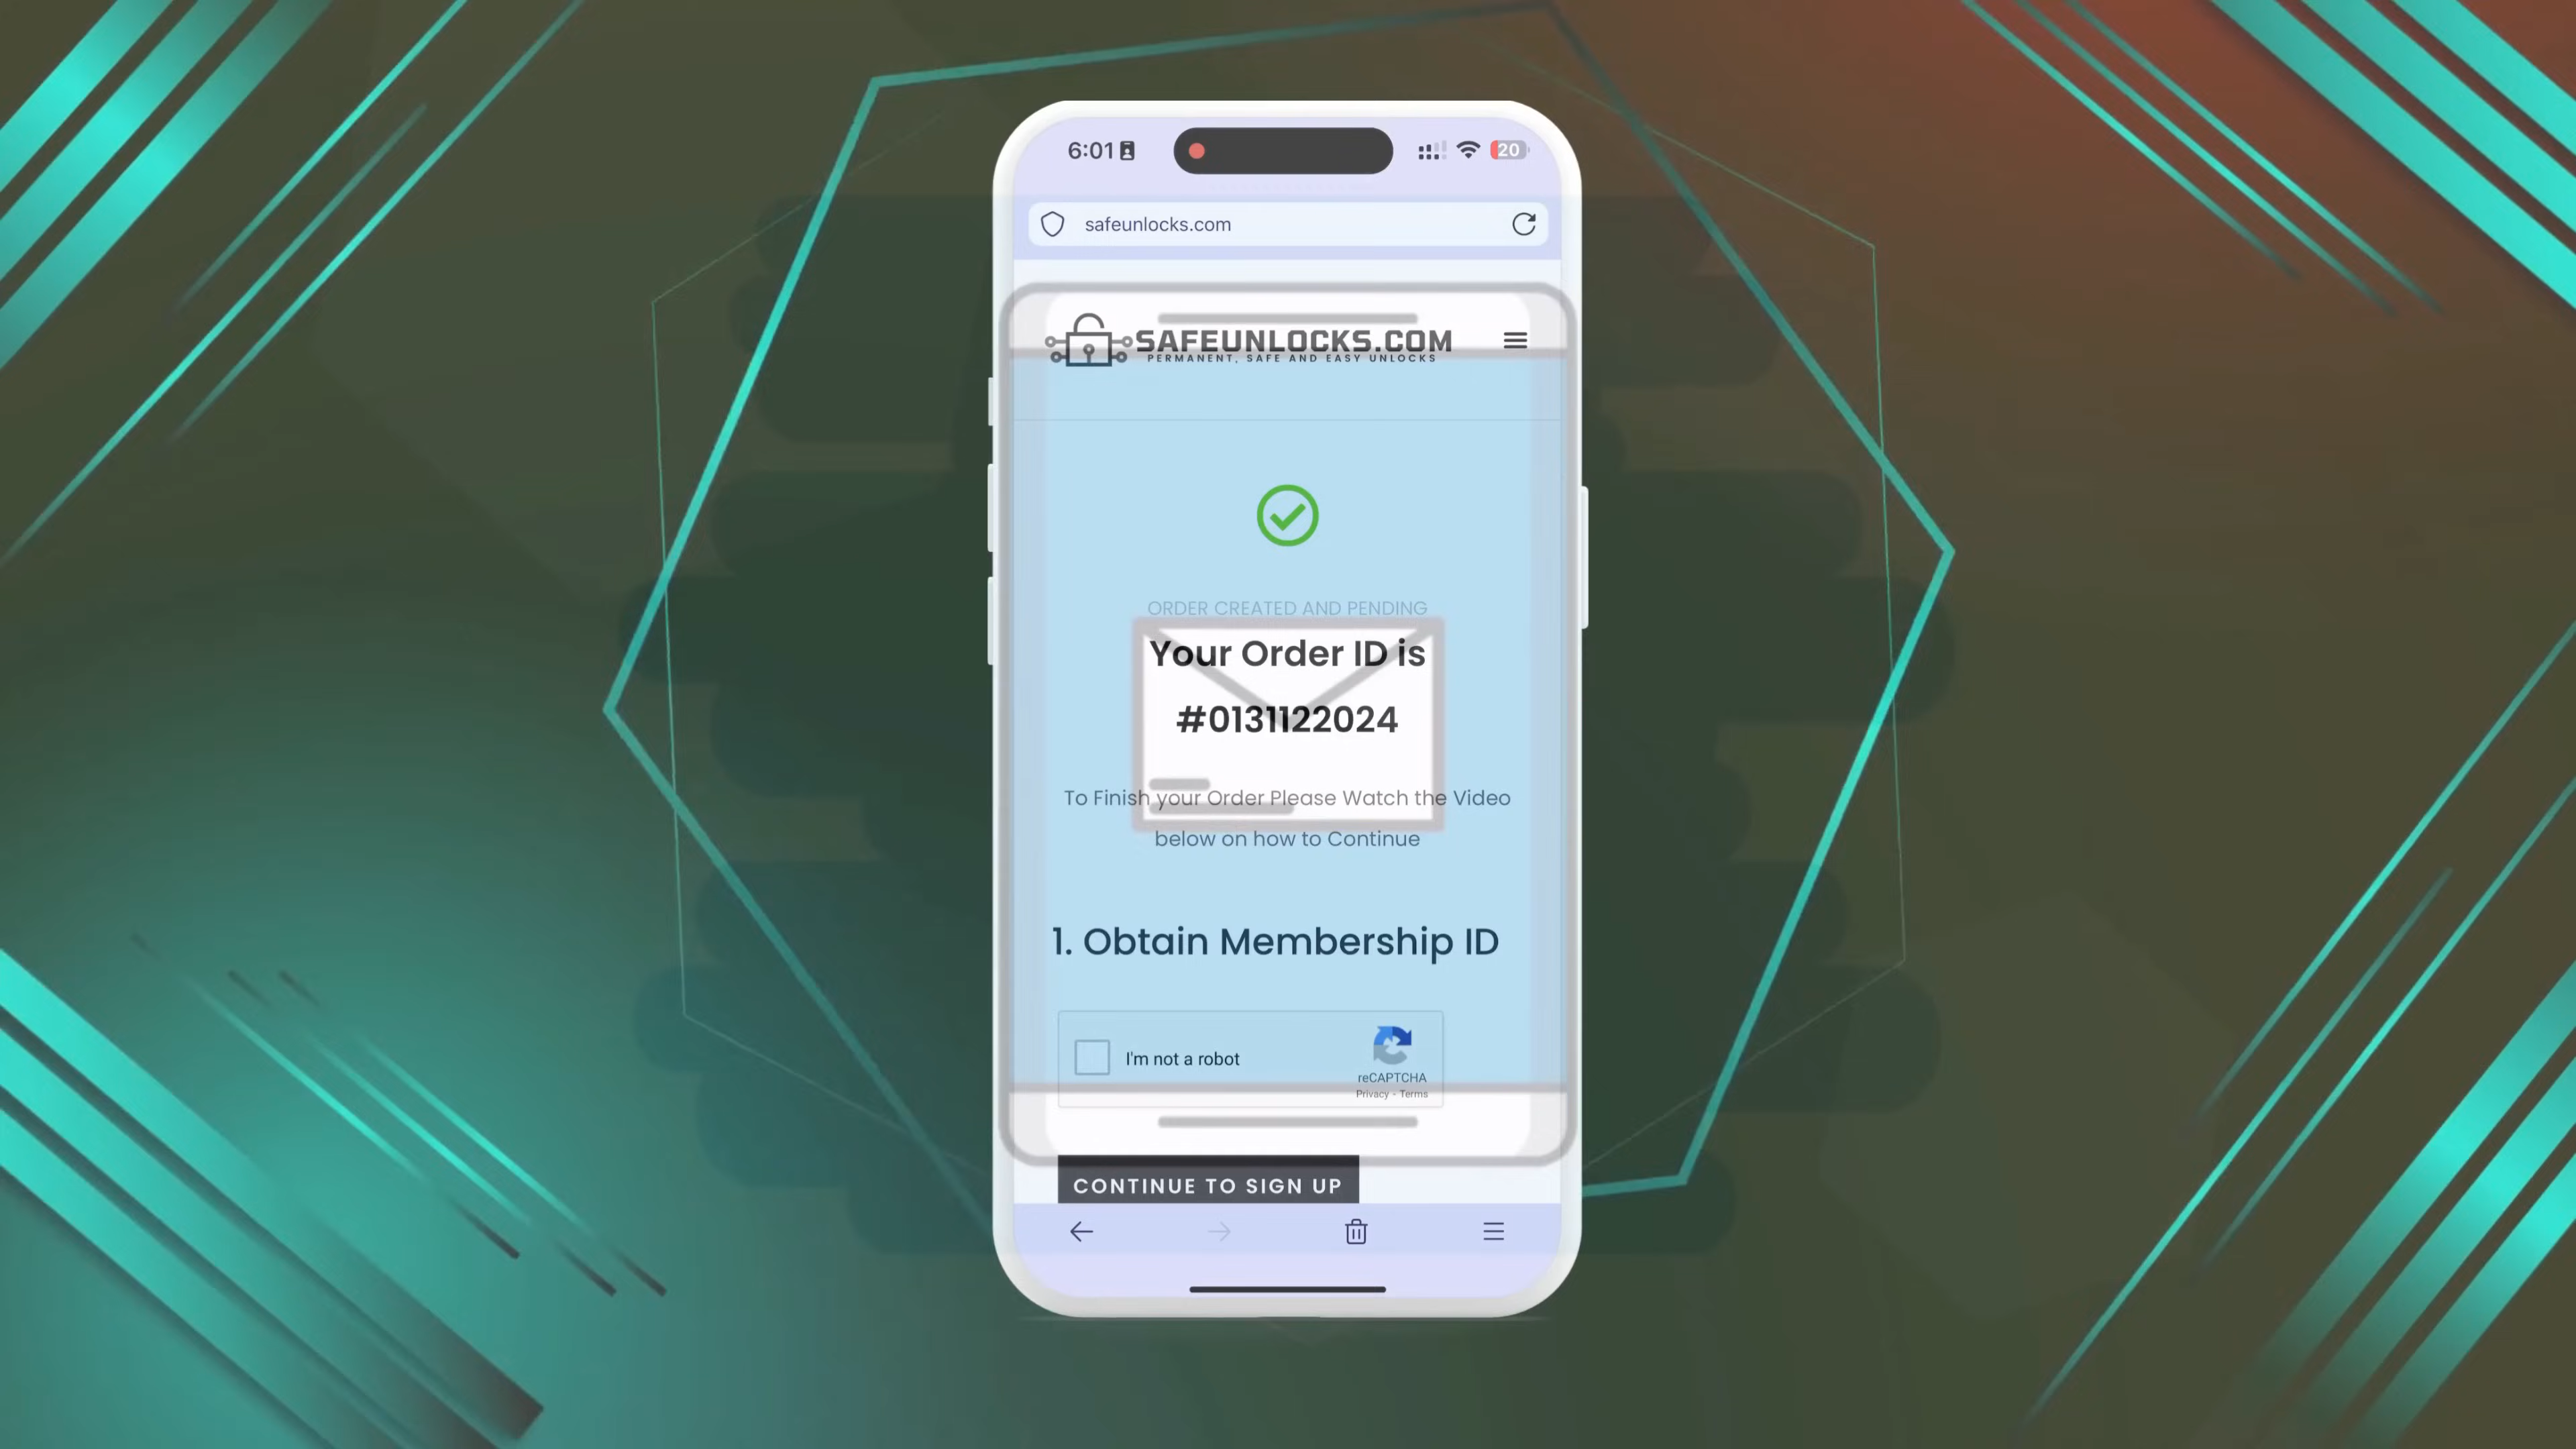 6:01
20
safeunlocks.com
SAFEUNLOCKS.COM
PERMANENT, SAFE AND EASY UNLOCKS
ORDER CREATED AND PENDING
Your Order ID is
#0131122024
To Finish your Order Please Watch the Video
below on how to Continue
1. Obtain Membership ID
I'm not a robot
reCAPTCHA
Privacy - Terms
CONTINUE TO SIGN UP